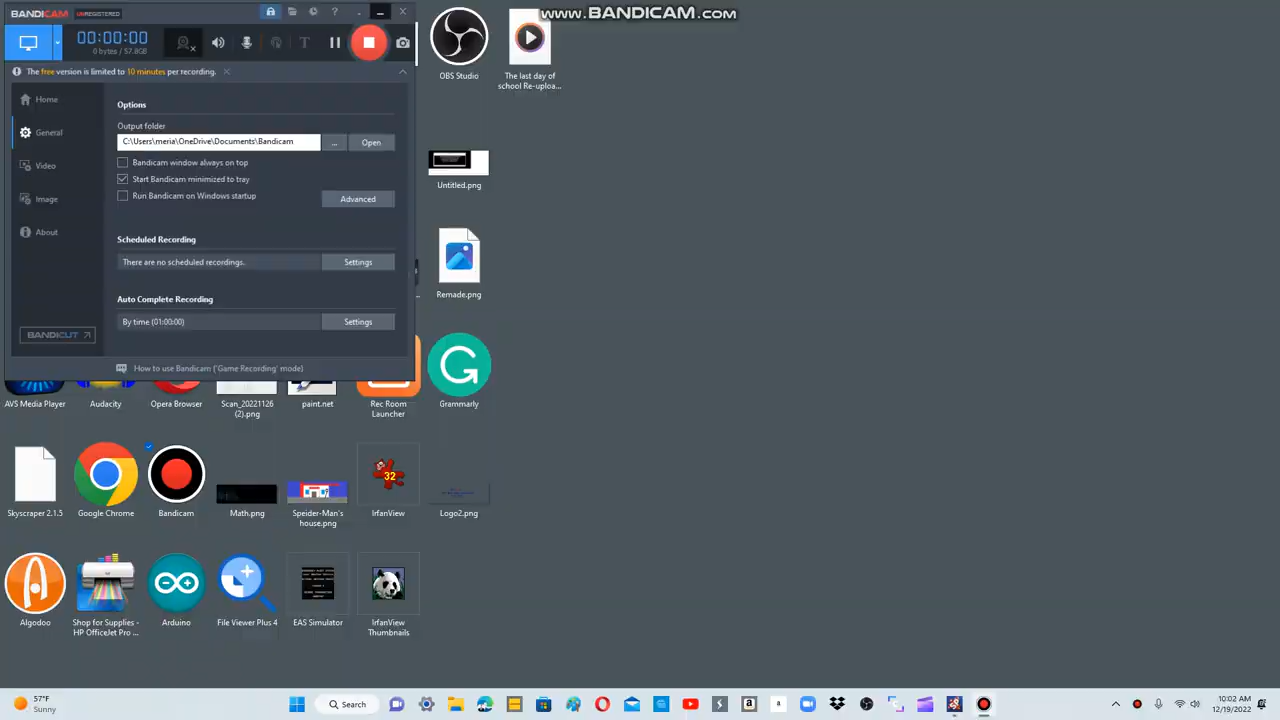 BANDICAM UNREGISTERED
www.BANDICAM.com
00:00:00
0 bytes / 57.8GB
The free version is limited to 10 minutes per recording.
Home
General
Video
Image
About
BANDICUT
Options
Output folder
C:\Users\meria\OneDrive\Documents\Bandicam
...
Open
Bandicam window always on top
Start Bandicam minimized to tray
Run Bandicam on Windows startup
Advanced
Scheduled Recording
There are no scheduled recordings.
Settings
Auto Complete Recording
By time (01:00:00)
Settings
How to use Bandicam ('Game Recording' mode)
OBS Studio
The last day of
school Re-uploa...
Untitled.png
Remade.png
AVS Media Player
Audacity
Opera Browser
Scan_20221126
(2).png
paint.net
Rec Room
Launcher
Grammarly
Skyscraper 2.1.5
Google Chrome
Bandicam
Math.png
Speider-Man's
house.png
32
IrfanView
Logo2.png
Algodoo
Shop for Supplies -
HP OfficeJet Pro ...
Arduino
File Viewer Plus 4
EAS Simulator
IrfanView
Thumbnails
57°F
Sunny
Search
10:02 AM
12/19/2022